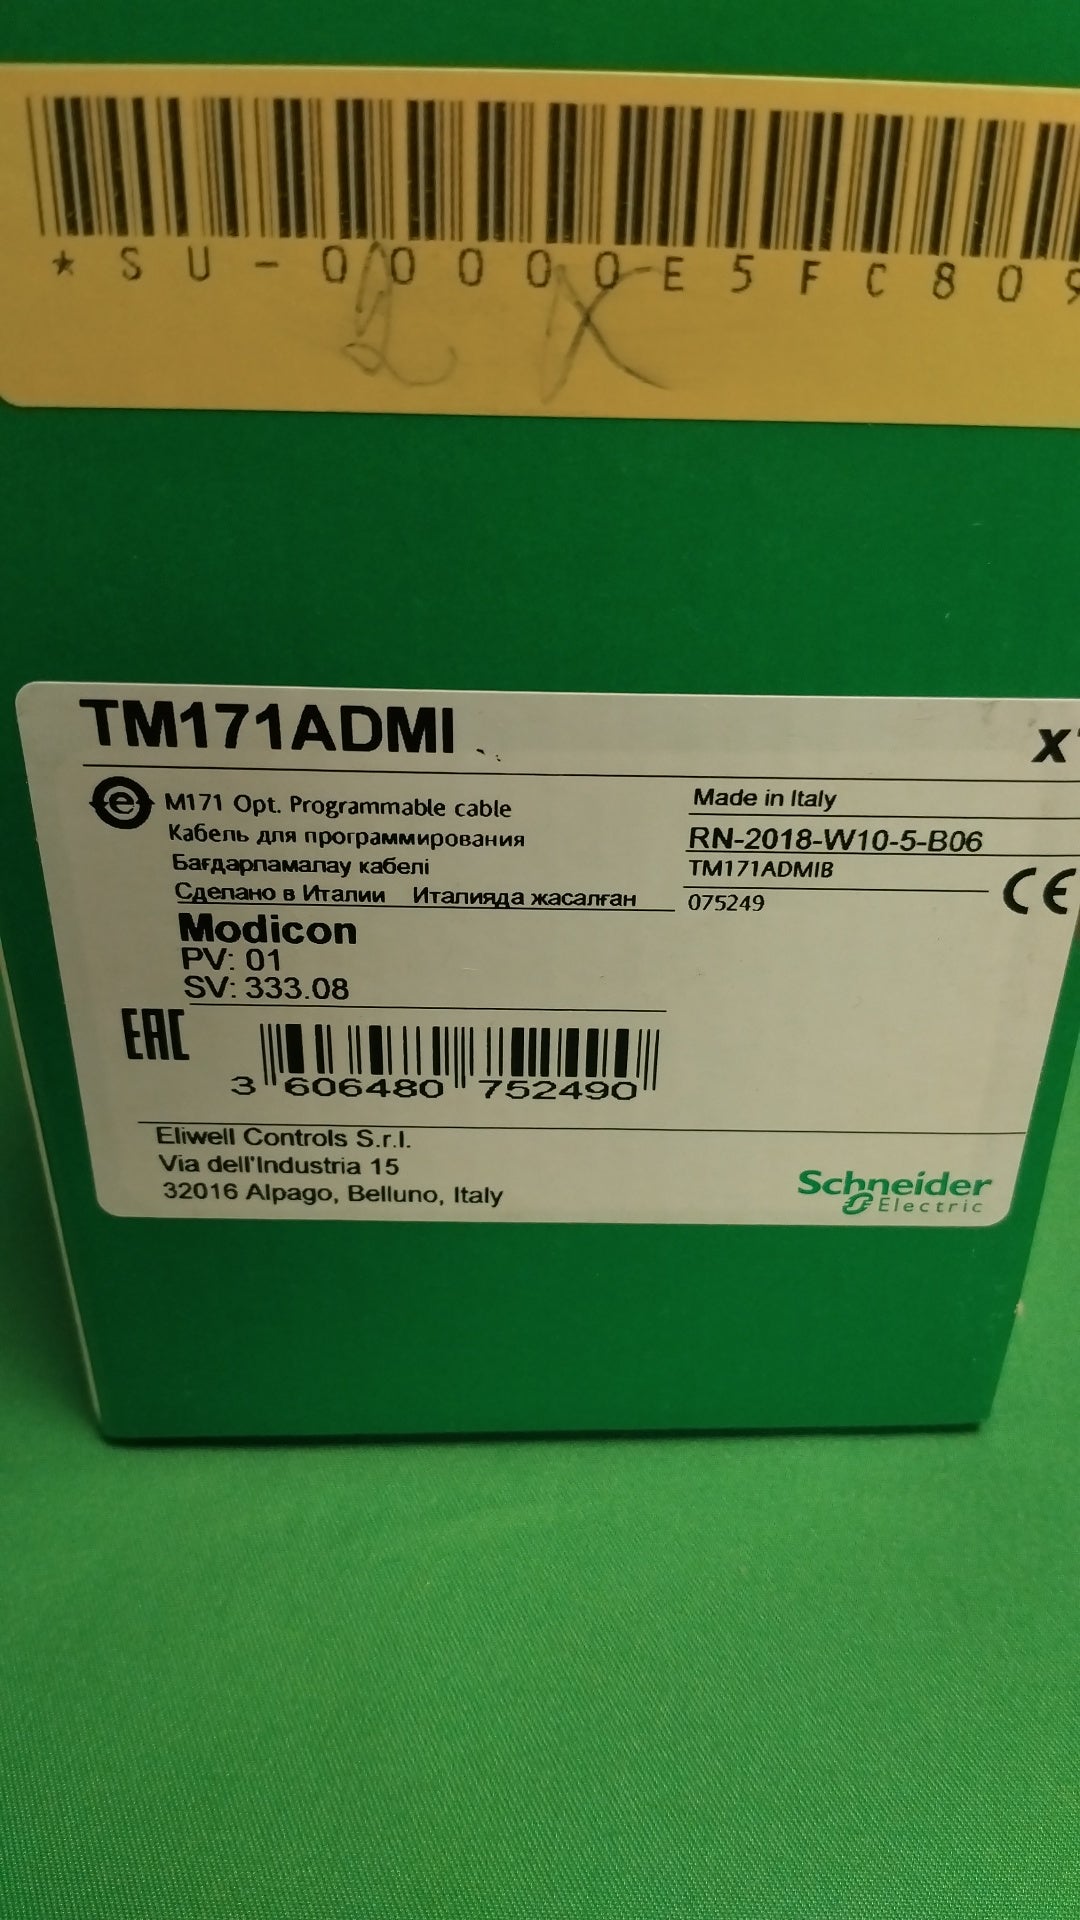 *SU-00000E5FC809
2 X
TM171ADMI
X1
M171 Opt. Programmable cable
Кабель для программирования
Бағдарламалау кабелі
Сделано в Италии Италияда жасалған
Modicon
PV: 01
SV: 333.08
Made in Italy
RN-2018-W10-5-B06
TM171ADMIB
075249
CE
EAC
3 606480 752490
Eliwell Controls S.r.l.
Via dell'Industria 15
32016 Alpago, Belluno, Italy
Schneider
Electric